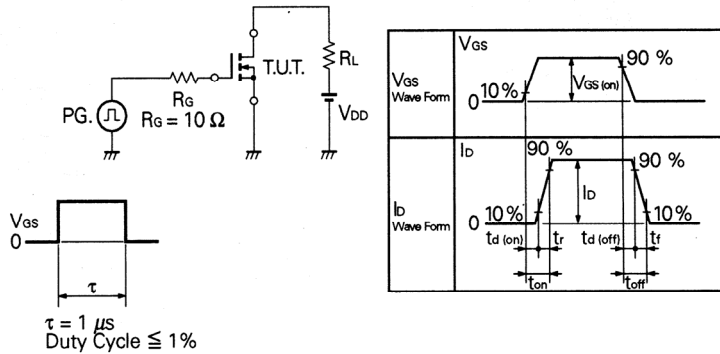 T.U.T.
RL
RG
PG.
RG = 10 Ω
VDD
VGS
0
τ
τ = 1 μs
Duty Cycle ≦ 1%
VGS
Wave Form
VGS
10 %
0
90 %
VGS (on)
ID
Wave Form
ID
90 %
90 %
ID
0
10 %
10 %
td (on) tr td (off) tf
ton toff